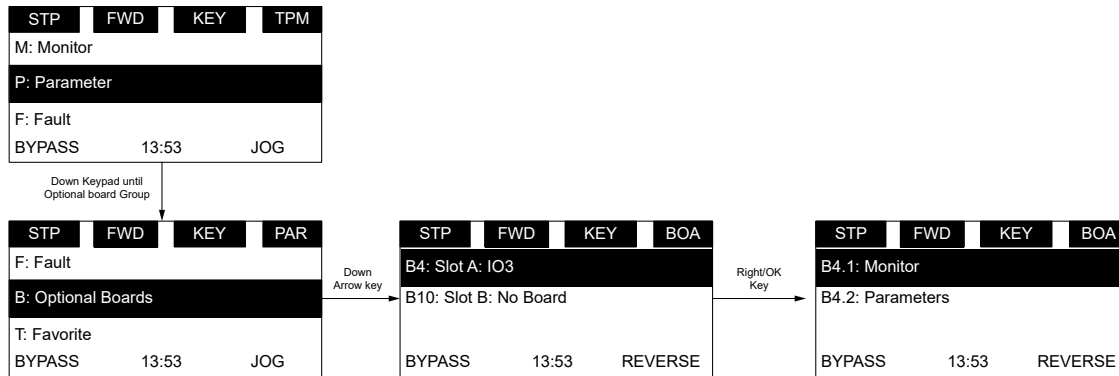 STP FWD KEY TPM
M: Monitor
P: Parameter
F: Fault
BYPASS 13:53 JOG
Down Keypad until
Optional board Group
STP FWD KEY PAR
F: Fault
B: Optional Boards
T: Favorite
BYPASS 13:53 JOG
Down
Arrow key
STP FWD KEY BOA
B4: Slot A: IO3
B10: Slot B: No Board
BYPASS 13:53 REVERSE
Right/OK
Key
STP FWD KEY BOA
B4.1: Monitor
B4.2: Parameters
BYPASS 13:53 REVERSE